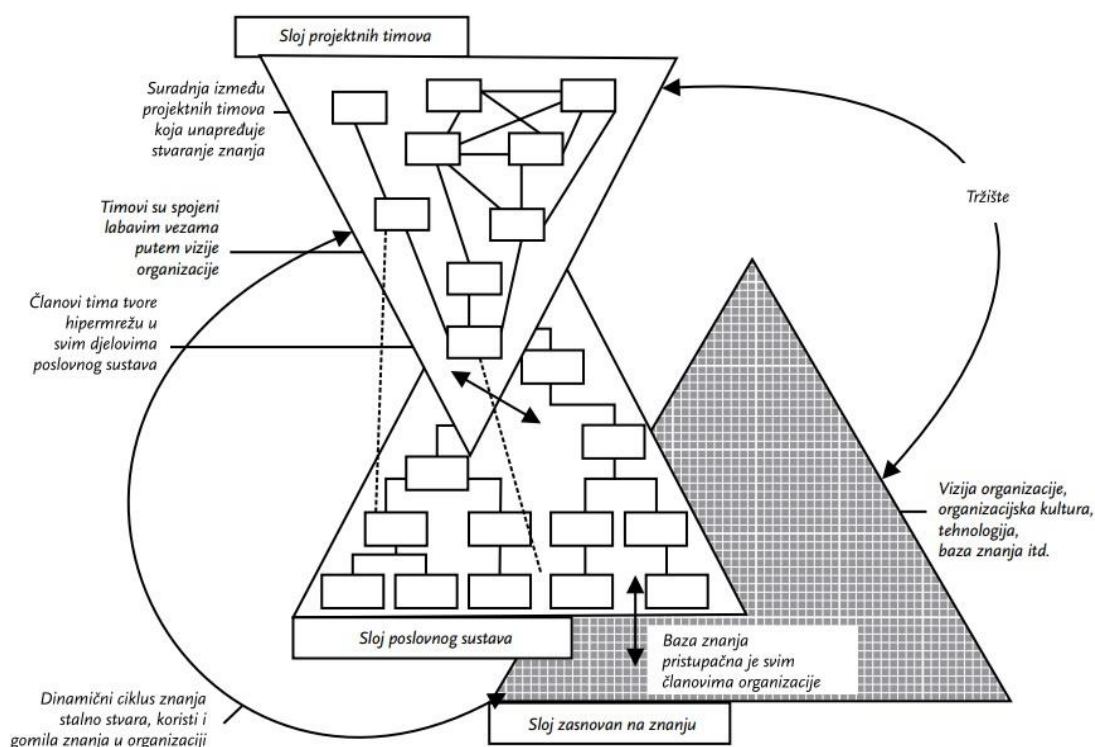 Sloj projektnih timova
Suradnja između
projektnih timova
koja unapređuje
stvaranje znanja
Tržište
Timovi su spojeni
labavim vezama
putem vizije
organizacije
Članovi tima tvore
hipermrežu u
svim djelovima
poslovnog sustava
Vizija organizacije,
organizacijska kultura,
tehnologija,
baza znanja itd.
Sloj poslovnog sustava
Baza znanja
pristupačna je svim
članovima organizacije
Dinamični ciklus znanja
stalno stvara, koristi i
gomila znanja u organizaciji
Sloj zasnovan na znanju